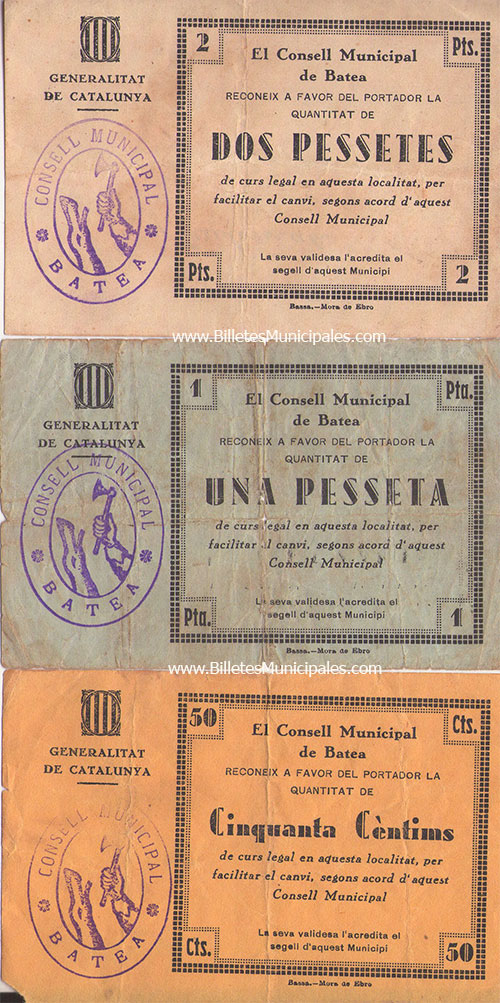 GENERALITAT
DE CATALUNYA
CONSELL MUNICIPAL
BATEA
2
Pts.
El Consell Municipal
de Batea
RECONEIX A FAVOR DEL PORTADOR LA
QUANTITAT DE
DOS PESSETES
de curs legal en aquesta localitat, per
facilitar el canvi, segons acord d'aquest
Consell Municipal
La seva validesa l'acredita el
segell d'aquest Municipi
Pts.
2
Bassa.—Mora de Ebro
www.BilletesMunicipales.com
GENERALITAT
DE CATALUNYA
CONSELL MUNICIPAL
BATEA
1
Pta.
El Consell Municipal
de Batea
RECONEIX A FAVOR DEL PORTADOR LA
QUANTITAT DE
UNA PESSETA
de curs legal en aquesta localitat, per
facilitar el canvi, segons acord d'aquest
Consell Municipal
La seva validesa l'acredita el
segell d'aquest Municipi
Pta.
1
Bassa.—Mora de Ebro
www.BilletesMunicipales.com
GENERALITAT
DE CATALUNYA
CONSELL MUNICIPAL
BATEA
50
Cts.
El Consell Municipal
de Batea
RECONEIX A FAVOR DEL PORTADOR LA
QUANTITAT DE
Cinquanta Cèntims
de curs legal en aquesta localitat, per
facilitar el canvi, segons acord d'aquest
Consell Municipal
La seva validesa l'acredita el
segell d'aquest Municipi
Cts.
50
Bassa.—Mora de Ebro